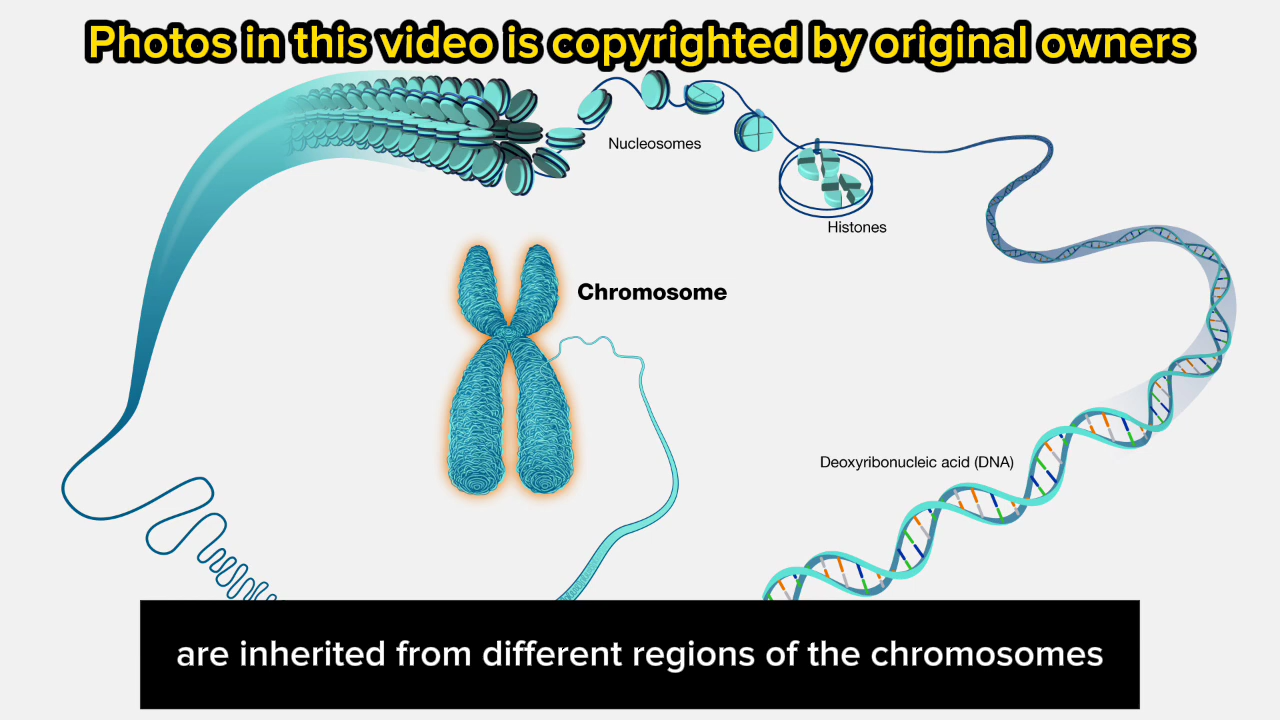 Photos in this video is copyrighted by original owners
Nucleosomes
Histones
Chromosome
Deoxyribonucleic acid (DNA)
are inherited from different regions of the chromosomes